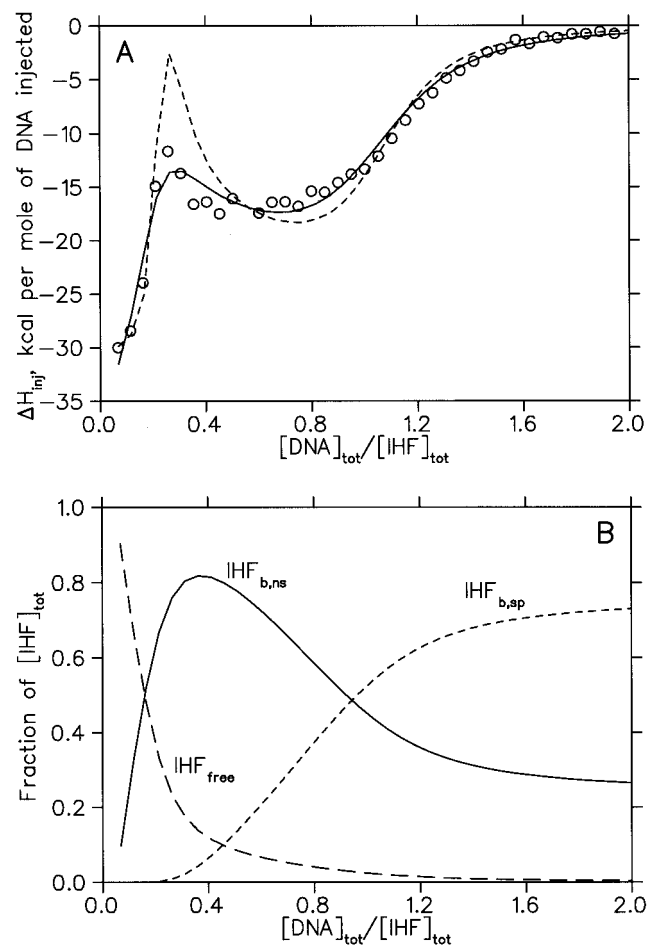 A
0
−5
−10
−15
−20
−25
−30
−35
ΔH_inj, kcal per mole of DNA injected
0.0 0.4 0.8 1.2 1.6 2.0
[DNA]_tot/[IHF]_tot
B
1.0
0.8
0.6
0.4
0.2
0.0
Fraction of [IHF]_tot
IHF_b,ns
IHF_b,sp
IHF_free
0.0 0.4 0.8 1.2 1.6 2.0
[DNA]_tot/[IHF]_tot